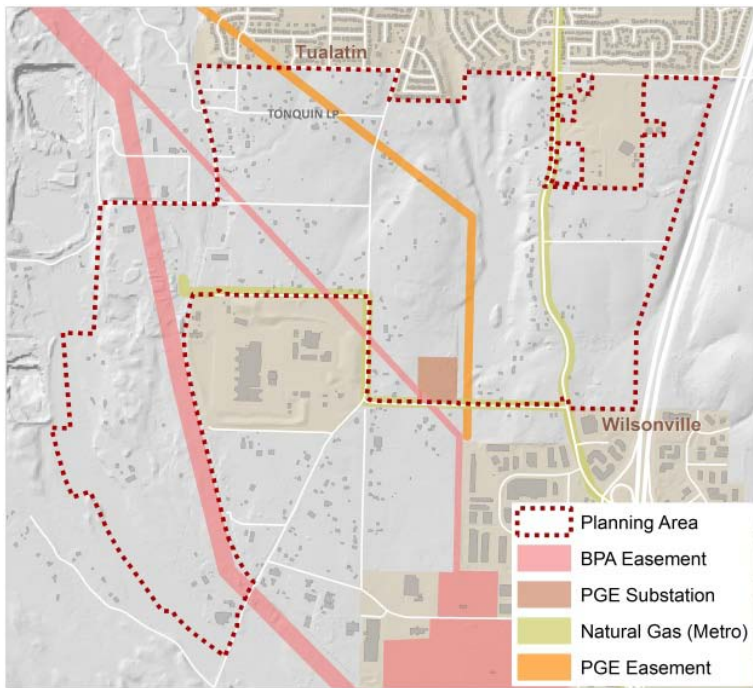 Tualatin
TONQUIN LP
Wilsonville
Planning Area
BPA Easement
PGE Substation
Natural Gas (Metro)
PGE Easement